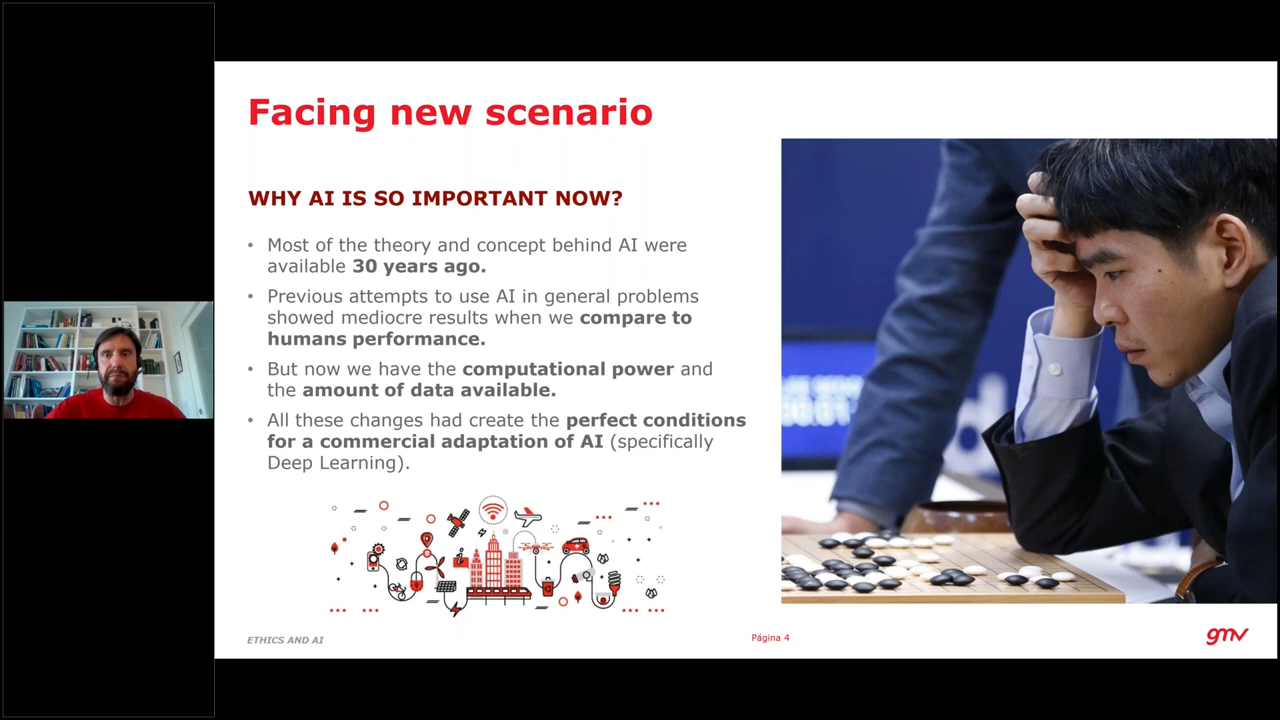 Facing new scenario
WHY AI IS SO IMPORTANT NOW?
• Most of the theory and concept behind AI were
available 30 years ago.
• Previous attempts to use AI in general problems
showed mediocre results when we compare to
humans performance.
• But now we have the computational power and
the amount of data available.
• All these changes had create the perfect conditions
for a commercial adaptation of AI (specifically
Deep Learning).
ETHICS AND AI
Página 4
gmv